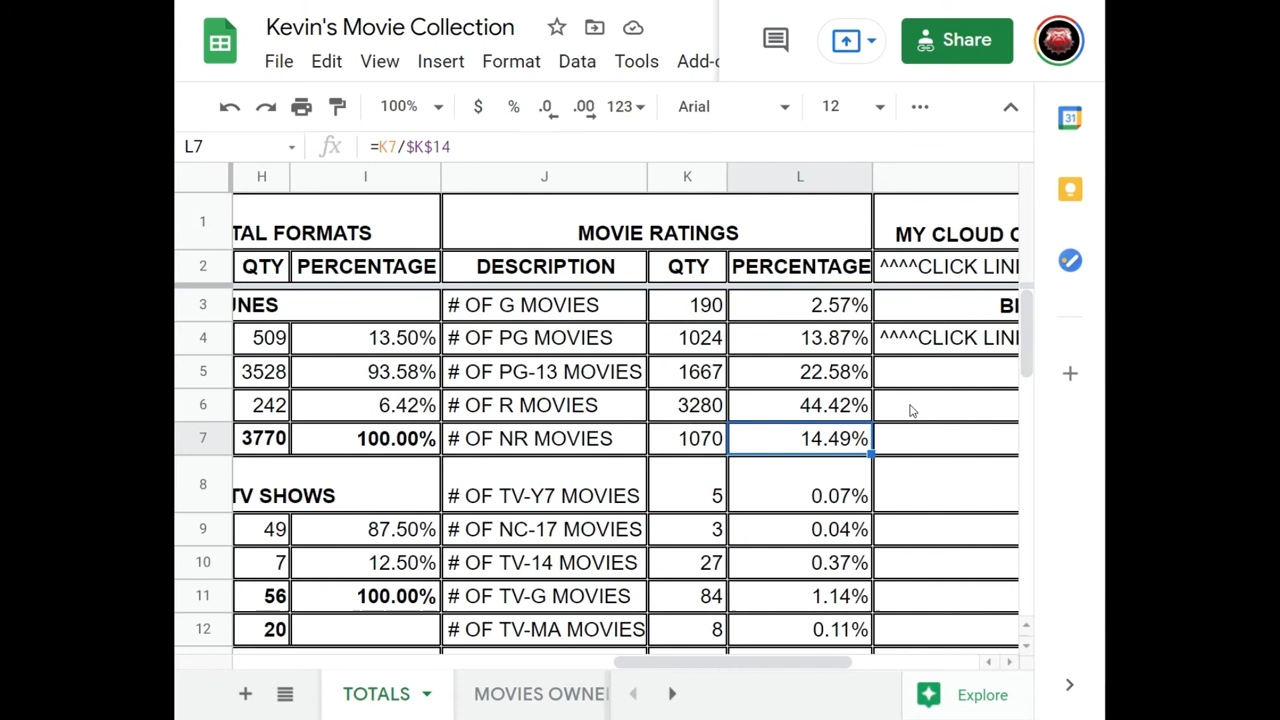 Kevin's Movie Collection
File Edit View Insert Format Data Tools Add-
Share
100% $ % .0 .00 123 Arial 12
L7 fx =K7/$K$14
H I J K L
1 TAL FORMATS MOVIE RATINGS MY CLOUD C
2 QTY PERCENTAGE DESCRIPTION QTY PERCENTAGE ^^^^CLICK LIN
3 UNES # OF G MOVIES 190 2.57% BI
4 509 13.50% # OF PG MOVIES 1024 13.87% ^^^^CLICK LIN
5 3528 93.58% # OF PG-13 MOVIES 1667 22.58%
6 242 6.42% # OF R MOVIES 3280 44.42%
7 3770 100.00% # OF NR MOVIES 1070 14.49%
8 TV SHOWS # OF TV-Y7 MOVIES 5 0.07%
9 49 87.50% # OF NC-17 MOVIES 3 0.04%
10 7 12.50% # OF TV-14 MOVIES 27 0.37%
11 56 100.00% # OF TV-G MOVIES 84 1.14%
12 20 # OF TV-MA MOVIES 8 0.11%
TOTALS MOVIES OWNE Explore
31